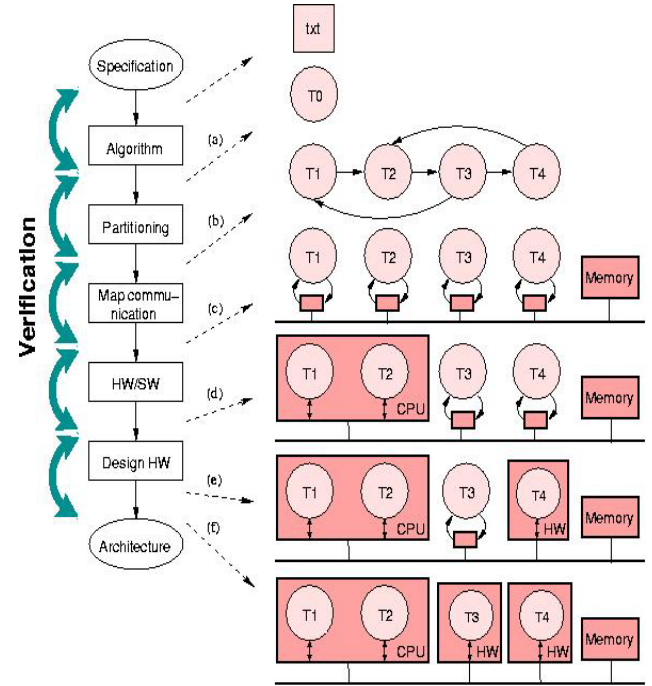 txt
Specification
T0
(a)
Algorithm
T1
T2
T3
T4
(b)
Partitioning
T1
T2
T3
T4
Memory
Verification
Map commu-
nication
(c)
HW/SW
(d)
T1
T2
CPU
T3
T4
Memory
Design HW
(e)
T1
T2
CPU
T3
T4
HW
Memory
(f)
Architecture
T1
T2
CPU
T3
HW
T4
HW
Memory